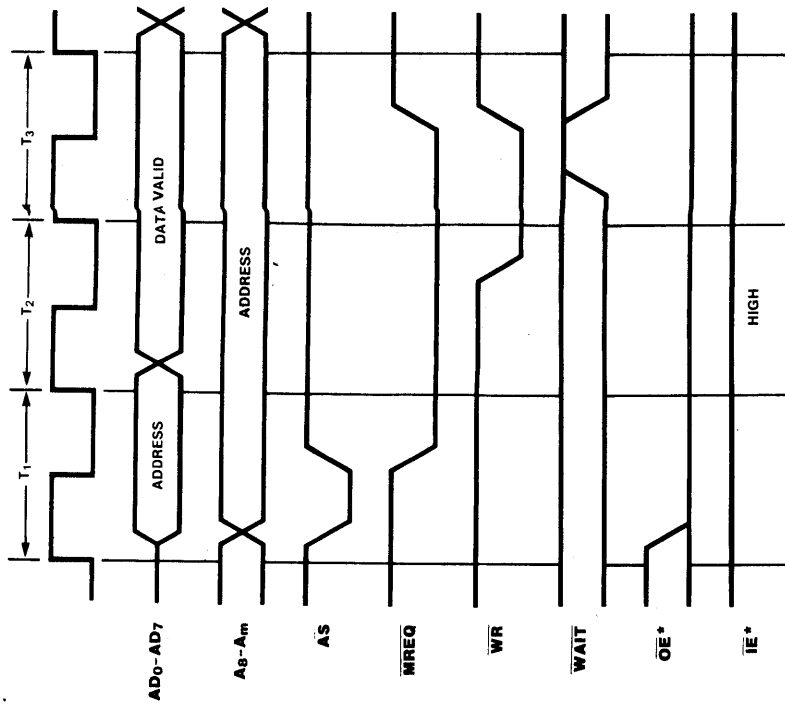 T1
T2
T3
AD0-AD7
ADDRESS
DATA VALID
A8-Am
ADDRESS
AS
MREQ
WR
WAIT
OE*
IE*
HIGH